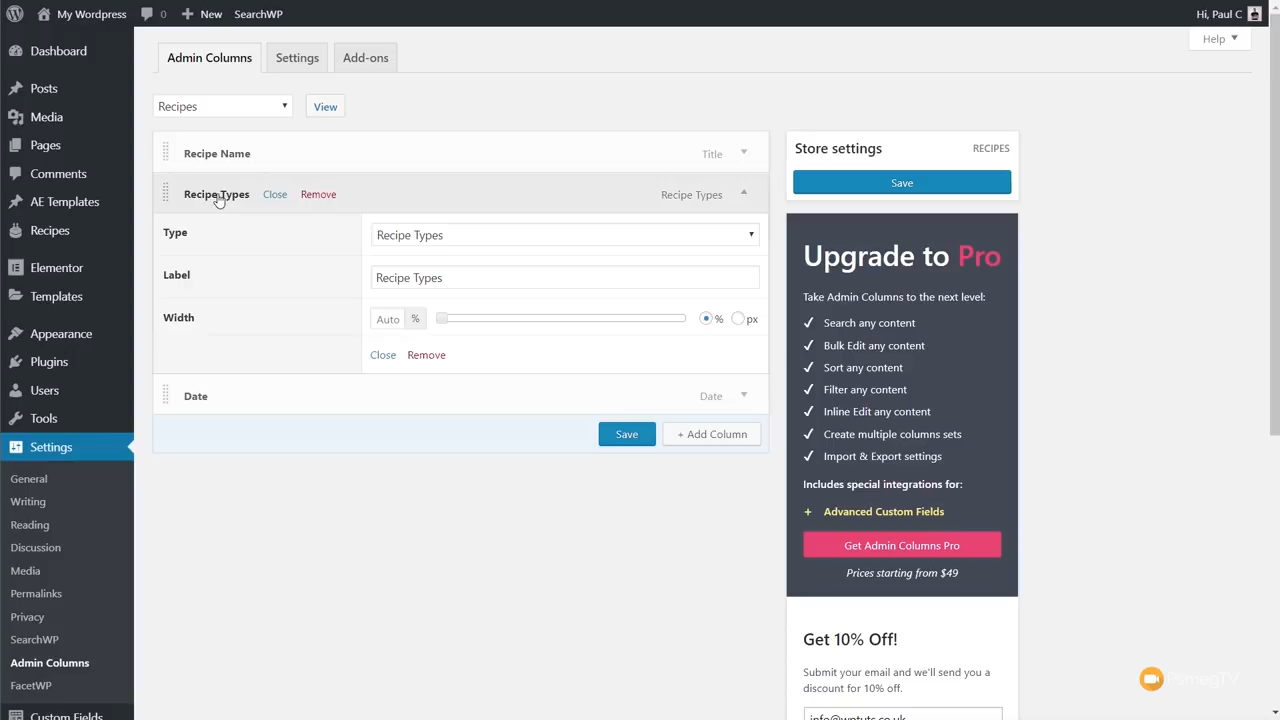 My Wordpress
0
New
SearchWP
Hi, Paul C
Help
Dashboard
Posts
Media
Pages
Comments
AE Templates
Recipes
Elementor
Templates
Appearance
Plugins
Users
Tools
Settings
General
Writing
Reading
Discussion
Media
Permalinks
Privacy
SearchWP
Admin Columns
FacetWP
Custom Fields
Admin Columns
Settings
Add-ons
Recipes
View
Recipe Name
Title
Recipe Types
Close
Remove
Recipe Types
Type
Recipe Types
Label
Recipe Types
Width
Auto
%
%
px
Close
Remove
Date
Date
Save
+ Add Column
Store settings
RECIPES
Save
Upgrade to Pro
Take Admin Columns to the next level:
Search any content
Bulk Edit any content
Sort any content
Filter any content
Inline Edit any content
Create multiple columns sets
Import & Export settings
Includes special integrations for:
+ Advanced Custom Fields
Get Admin Columns Pro
Prices starting from $49
Get 10% Off!
Submit your email and we'll send you a
discount for 10% off.
info@wptuts.co.uk
PsmegTV